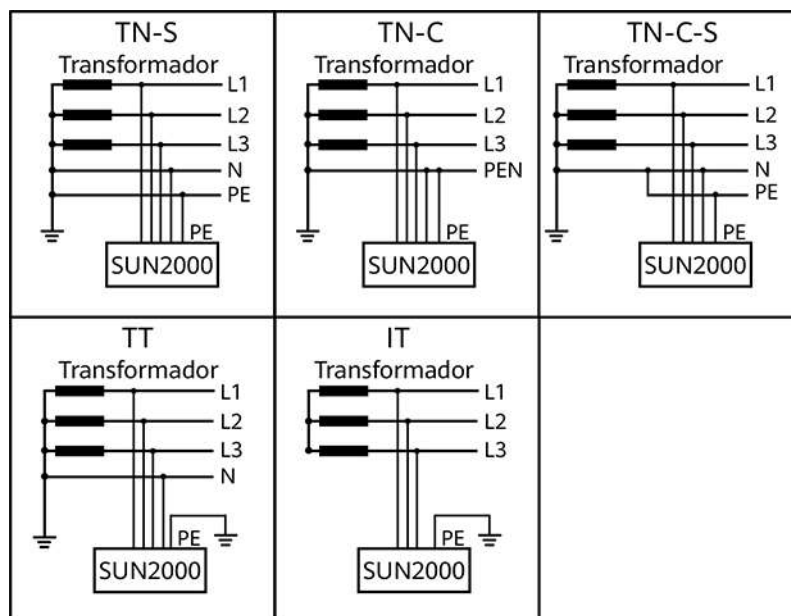 TN-S
Transformador
L1
L2
L3
N
PE
PE
SUN2000
TN-C
Transformador
L1
L2
L3
PEN
PE
SUN2000
TN-C-S
Transformador
L1
L2
L3
N
PE
PE
SUN2000
TT
Transformador
L1
L2
L3
N
PE
SUN2000
IT
Transformador
L1
L2
L3
PE
SUN2000